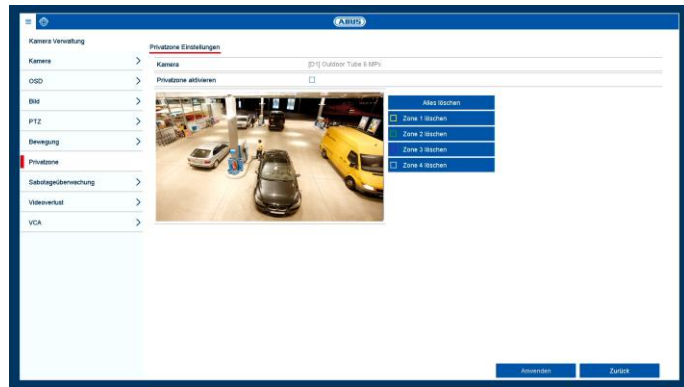 ABUS
Kamera Verwaltung
Privatzone Einstellungen
Kamera
Kamera
[D1] Outdoor Tube 6 MPx
OSD
Privatzone aktivieren
Bild
Alles löschen
Zone 1 löschen
PTZ
Zone 2 löschen
Bewegung
Zone 3 löschen
Privatzone
Zone 4 löschen
Sabotageüberwachung
Videoverlust
VCA
Anwenden
Zurück